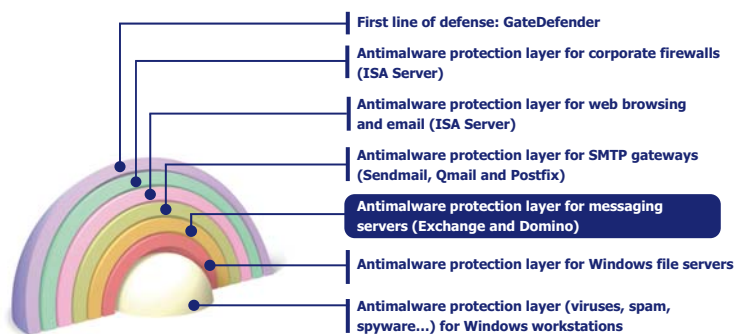 First line of defense: GateDefender
Antimalware protection layer for corporate firewalls
(ISA Server)
Antimalware protection layer for web browsing
and email (ISA Server)
Antimalware protection layer for SMTP gateways
(Sendmail, Qmail and Postfix)
Antimalware protection layer for messaging
servers (Exchange and Domino)
Antimalware protection layer for Windows file servers
Antimalware protection layer (viruses, spam,
spyware...) for Windows workstations